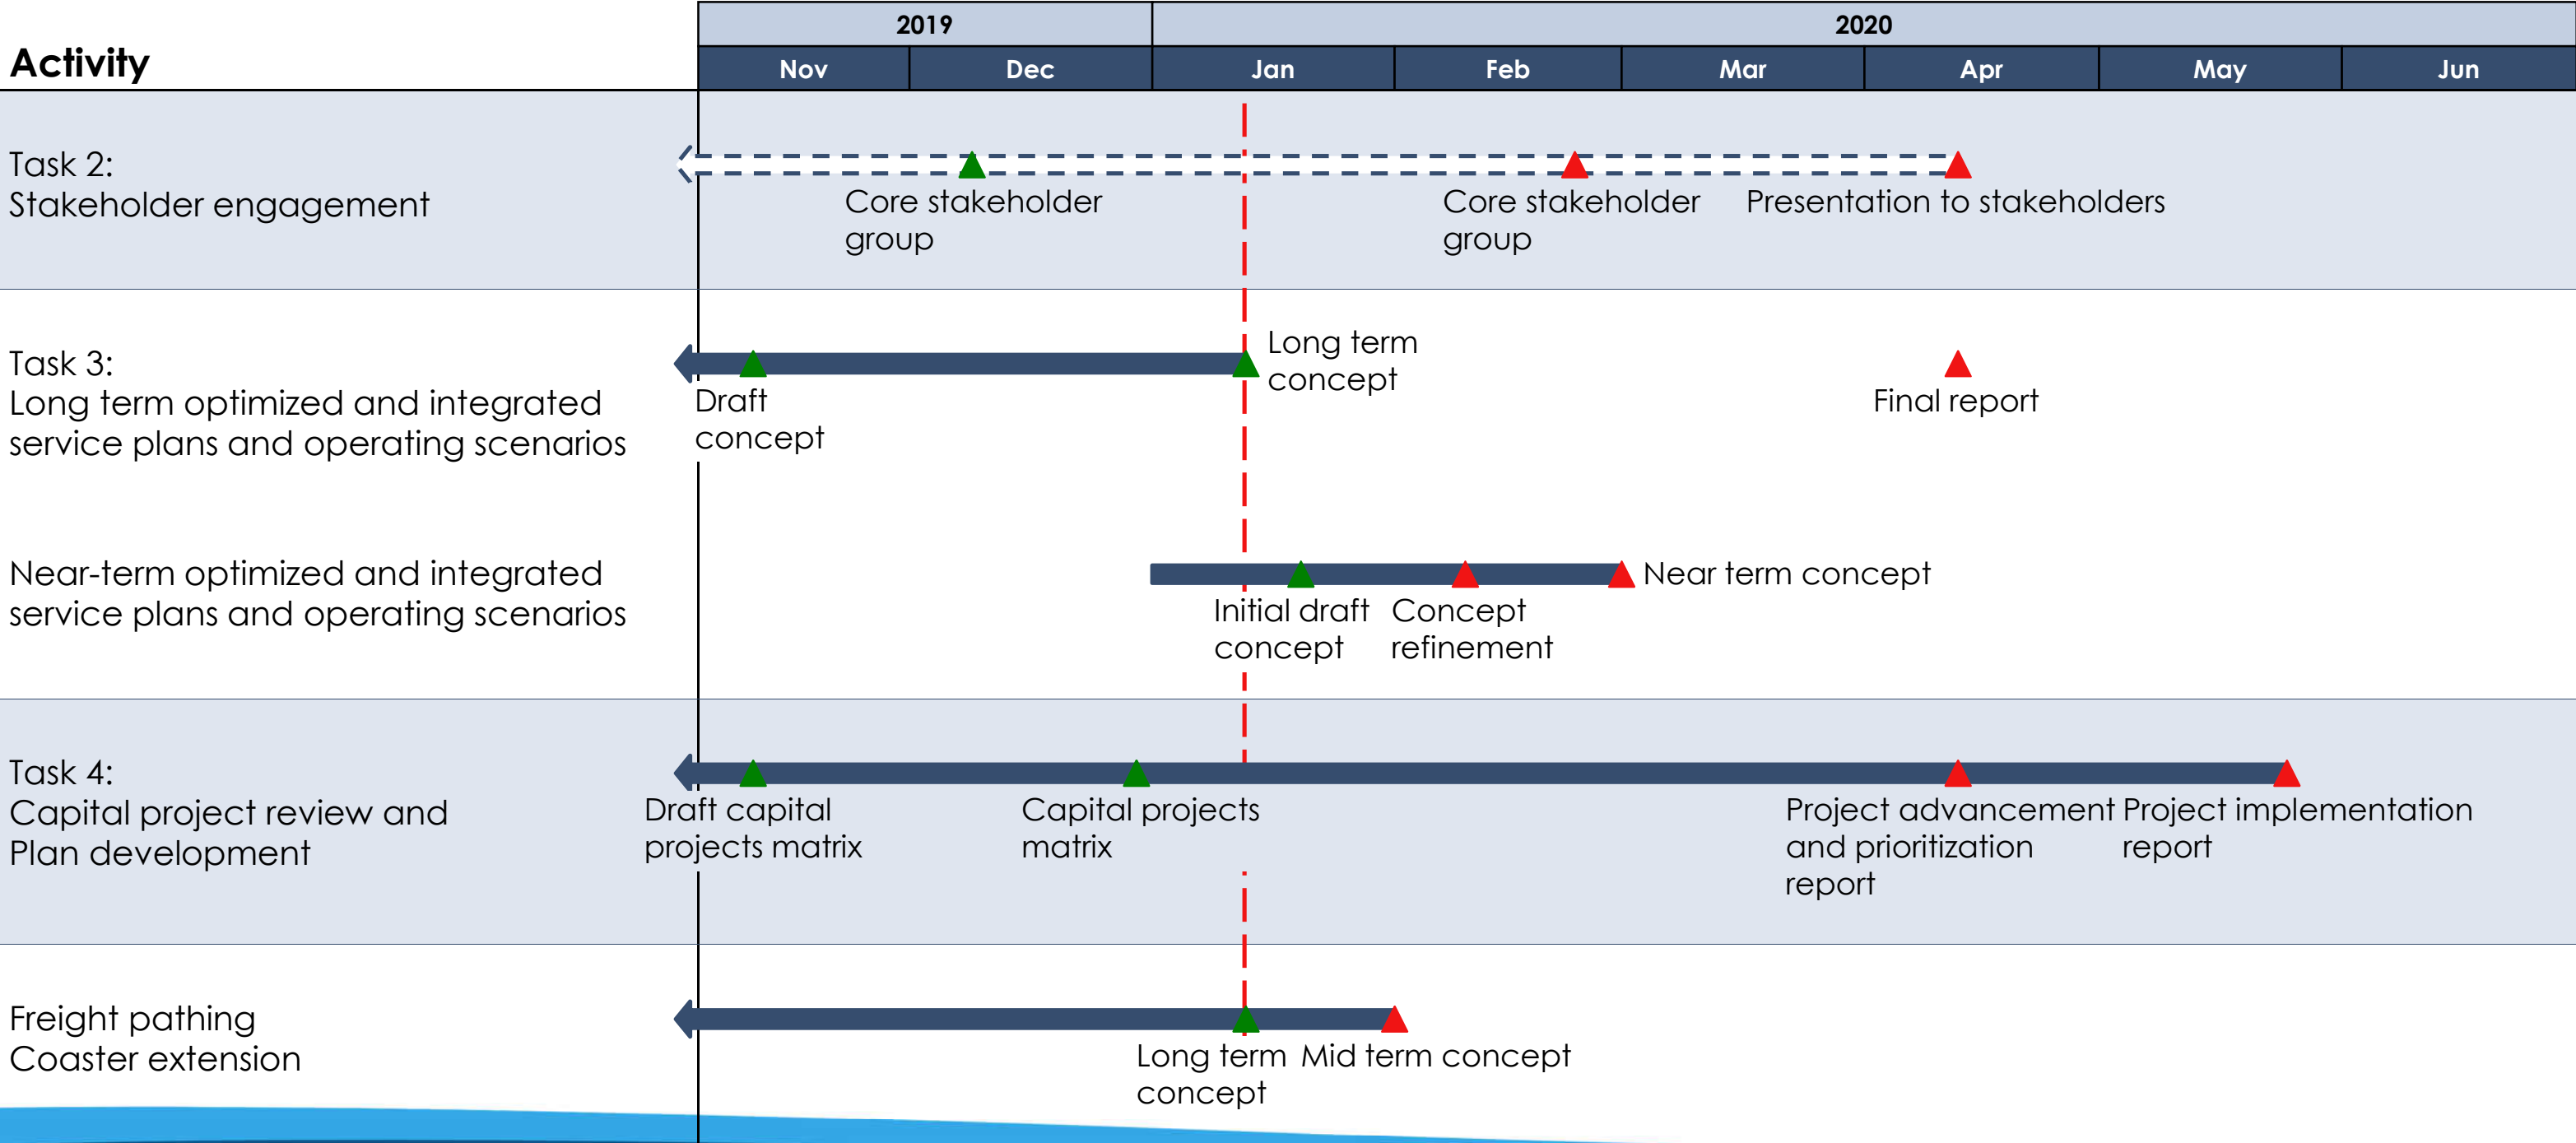 2019
2020
Activity
Nov
Dec
Jan
Feb
Mar
Apr
May
Jun
Task 2:
Stakeholder engagement
Core stakeholder
group
Core stakeholder
group
Presentation to stakeholders
Task 3:
Long term optimized and integrated
service plans and operating scenarios
Draft
concept
Long term
concept
Final report
Near-term optimized and integrated
service plans and operating scenarios
Initial draft
concept
Concept
refinement
Near term concept
Task 4:
Capital project review and
Plan development
Draft capital
projects matrix
Capital projects
matrix
Project advancement
and prioritization
report
Project implementation
report
Freight pathing
Coaster extension
Long term
concept
Mid term concept